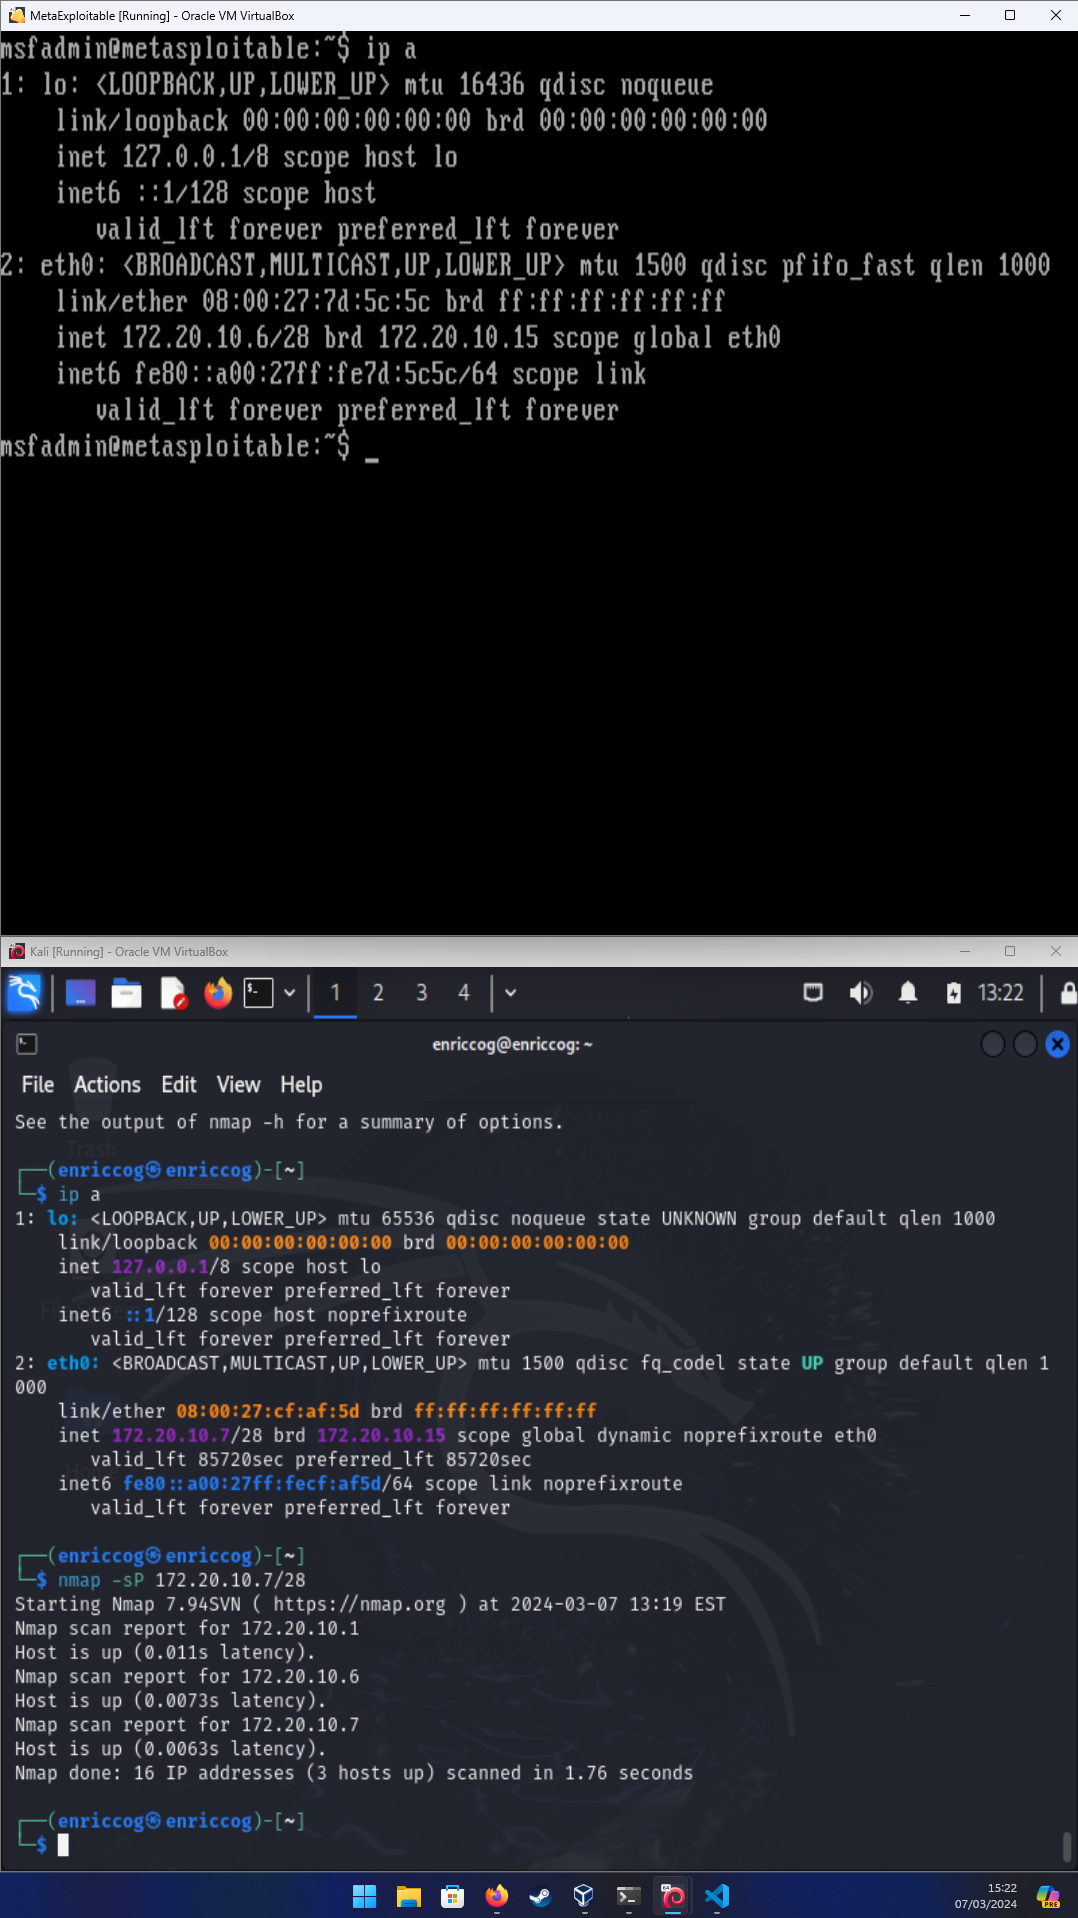 MetaExploitable [Running] - Oracle VM VirtualBox
msfadmin@metasploitable:~$ ip a
1: lo: <LOOPBACK,UP,LOWER_UP> mtu 16436 qdisc noqueue
    link/loopback 00:00:00:00:00:00 brd 00:00:00:00:00:00
    inet 127.0.0.1/8 scope host lo
    inet6 ::1/128 scope host
       valid_lft forever preferred_lft forever
2: eth0: <BROADCAST,MULTICAST,UP,LOWER_UP> mtu 1500 qdisc pfifo_fast qlen 1000
    link/ether 08:00:27:7d:5c:5c brd ff:ff:ff:ff:ff:ff
    inet 172.20.10.6/28 brd 172.20.10.15 scope global eth0
    inet6 fe80::a00:27ff:fe7d:5c5c/64 scope link
       valid_lft forever preferred_lft forever
msfadmin@metasploitable:~$ _
Kali [Running] - Oracle VM VirtualBox
1 2 3 4 13:22
enriccog@enriccog: ~
File Actions Edit View Help
See the output of nmap -h for a summary of options.
Trash
┌──(enriccog㉿enriccog)-[~]
└─$ ip a
1: lo: <LOOPBACK,UP,LOWER_UP> mtu 65536 qdisc noqueue state UNKNOWN group default qlen 1000
    link/loopback 00:00:00:00:00:00 brd 00:00:00:00:00:00
    inet 127.0.0.1/8 scope host lo
       valid_lft forever preferred_lft forever
    inet6 ::1/128 scope host noprefixroute
       valid_lft forever preferred_lft forever
2: eth0: <BROADCAST,MULTICAST,UP,LOWER_UP> mtu 1500 qdisc fq_codel state UP group default qlen 1
000
    link/ether 08:00:27:cf:af:5d brd ff:ff:ff:ff:ff:ff
    inet 172.20.10.7/28 brd 172.20.10.15 scope global dynamic noprefixroute eth0
       valid_lft 85720sec preferred_lft 85720sec
    inet6 fe80::a00:27ff:fecf:af5d/64 scope link noprefixroute
       valid_lft forever preferred_lft forever
┌──(enriccog㉿enriccog)-[~]
└─$ nmap -sP 172.20.10.7/28
Starting Nmap 7.94SVN ( https://nmap.org ) at 2024-03-07 13:19 EST
Nmap scan report for 172.20.10.1
Host is up (0.011s latency).
Nmap scan report for 172.20.10.6
Host is up (0.0073s latency).
Nmap scan report for 172.20.10.7
Host is up (0.0063s latency).
Nmap done: 16 IP addresses (3 hosts up) scanned in 1.76 seconds
┌──(enriccog㉿enriccog)-[~]
└─$
15:22
07/03/2024
PRE